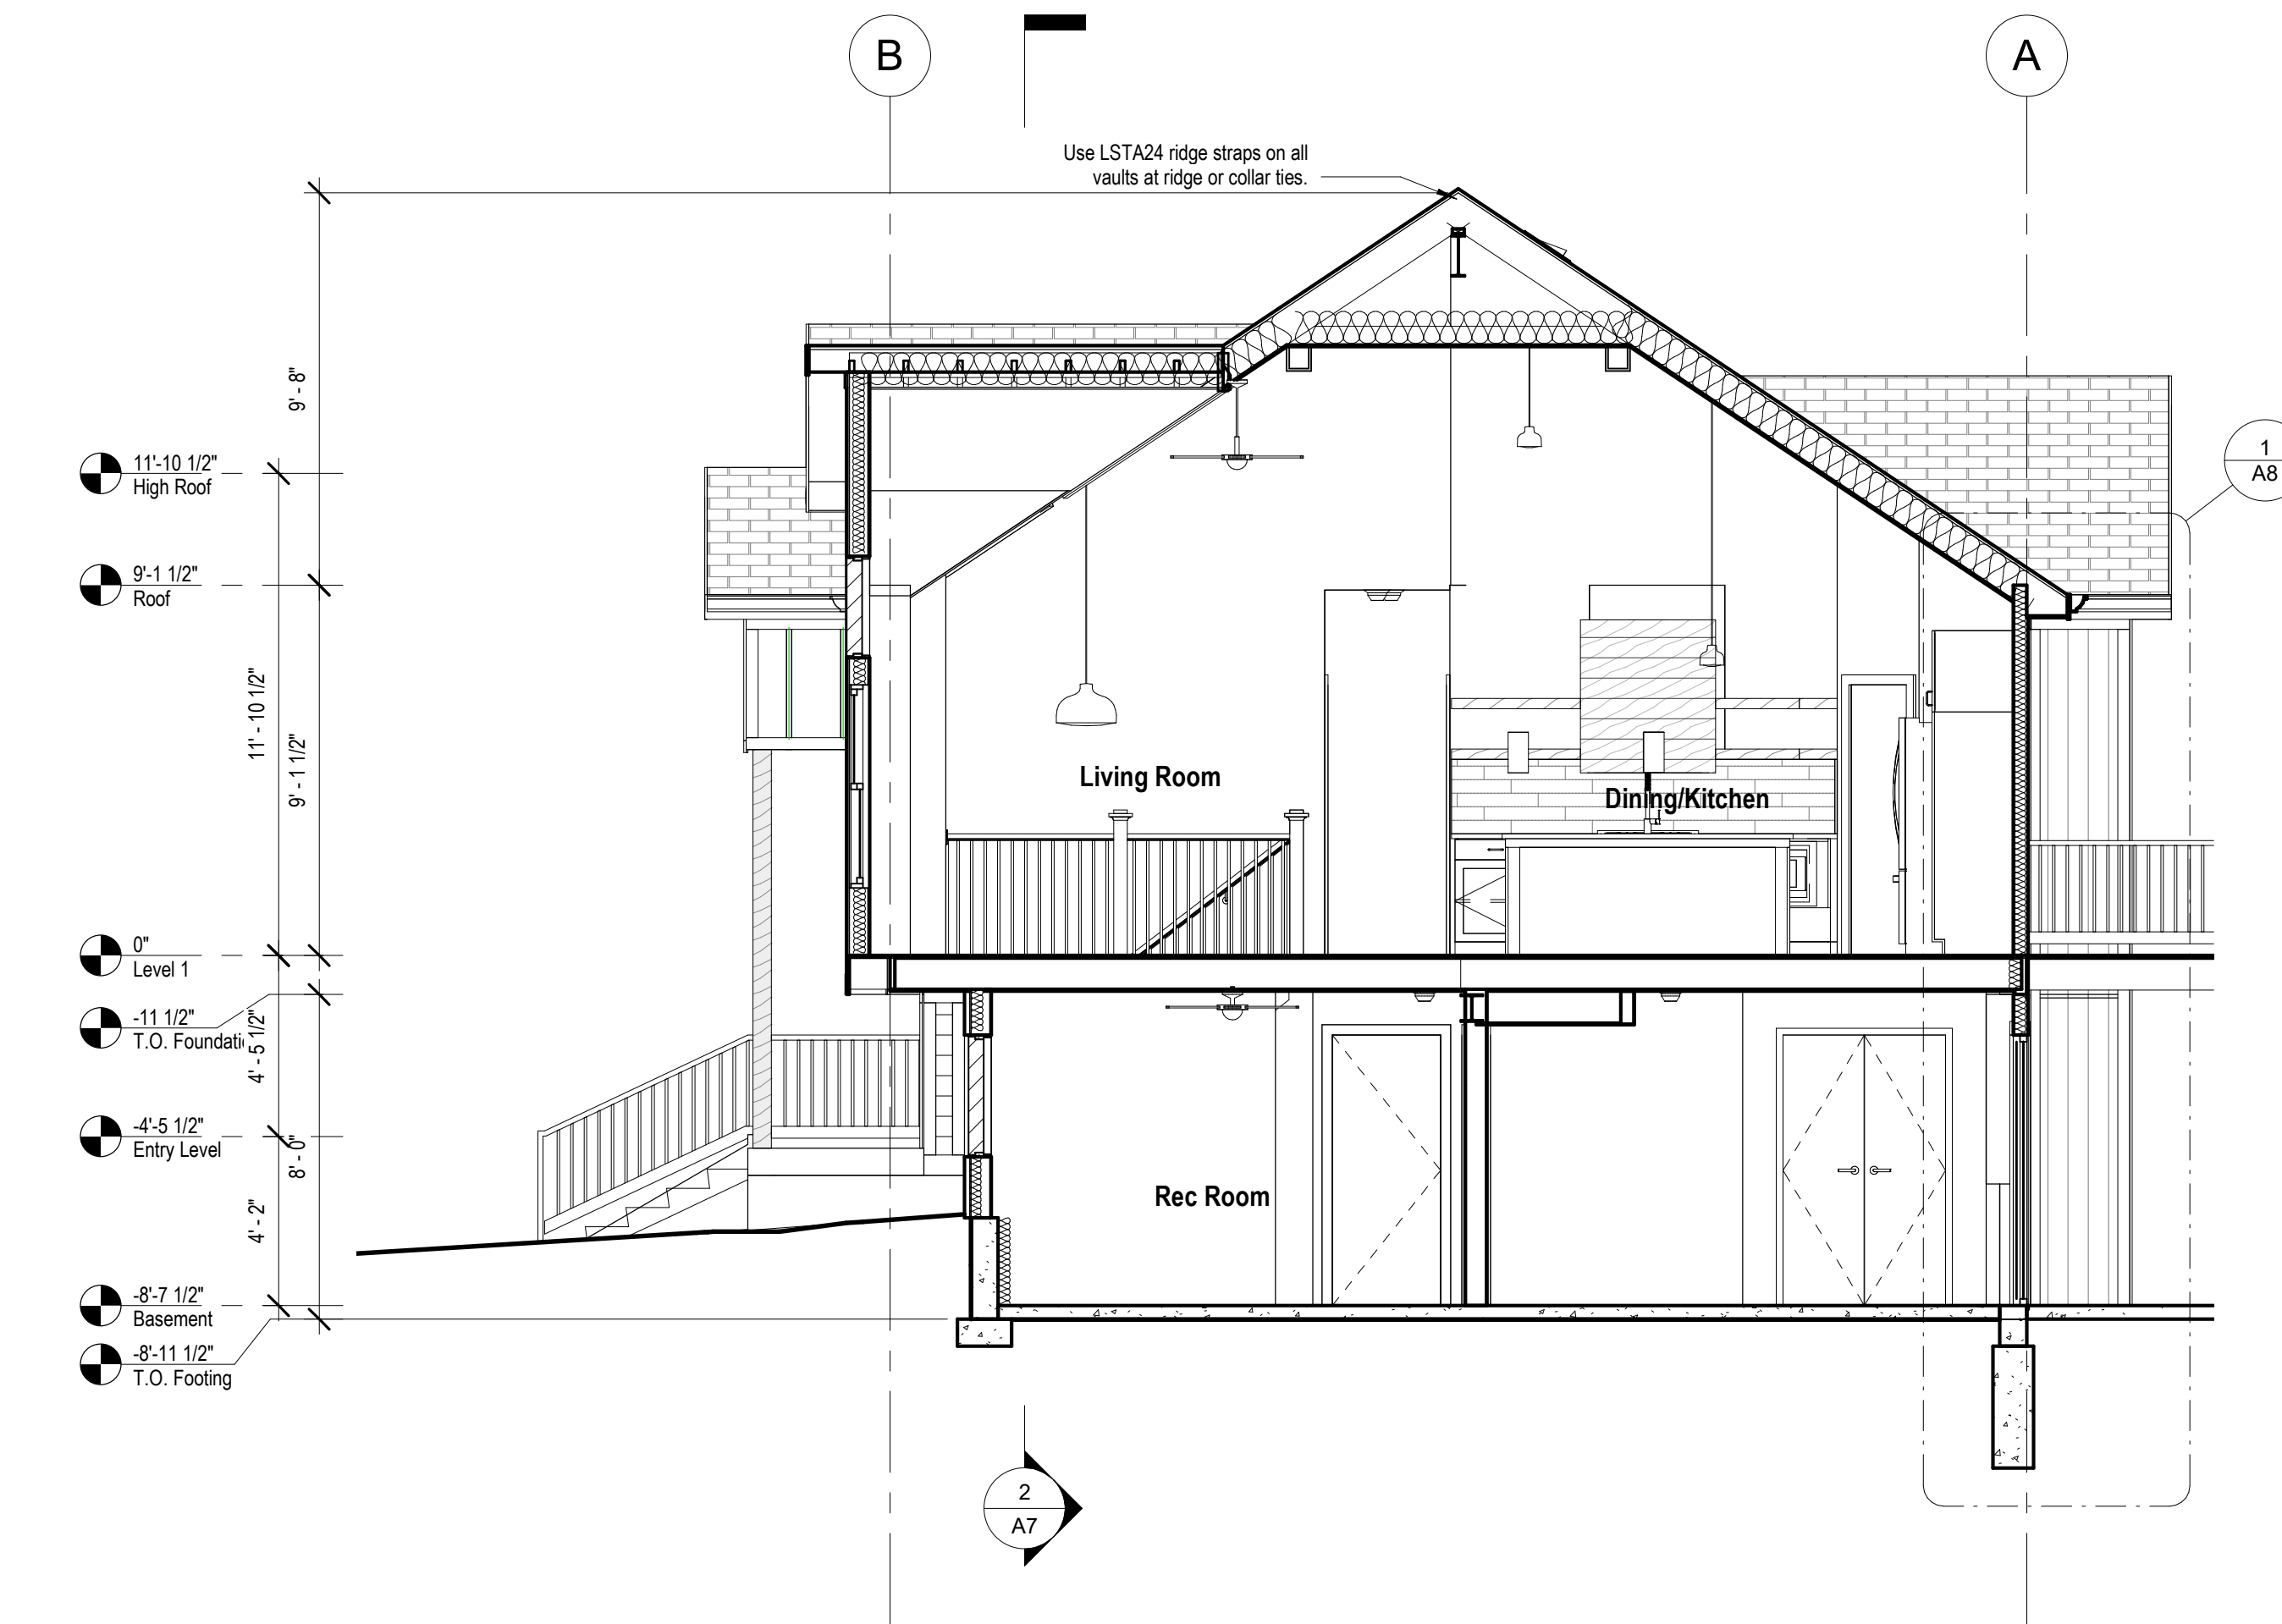 B
A
Use LSTA24 ridge straps on all
vaults at ridge or collar ties.
9' - 8"
11'-10 1/2"
High Roof
1
A8
9'-1 1/2"
Roof
11' - 10 1/2"
9' - 1 1/2"
Living Room
Dining/Kitchen
0"
Level 1
-11 1/2"
T.O. Foundati
4' - 5 1/2"
-4'-5 1/2"
Entry Level
8' - 0"
4' - 2"
Rec Room
-8'-7 1/2"
Basement
-8'-11 1/2"
T.O. Footing
2
A7